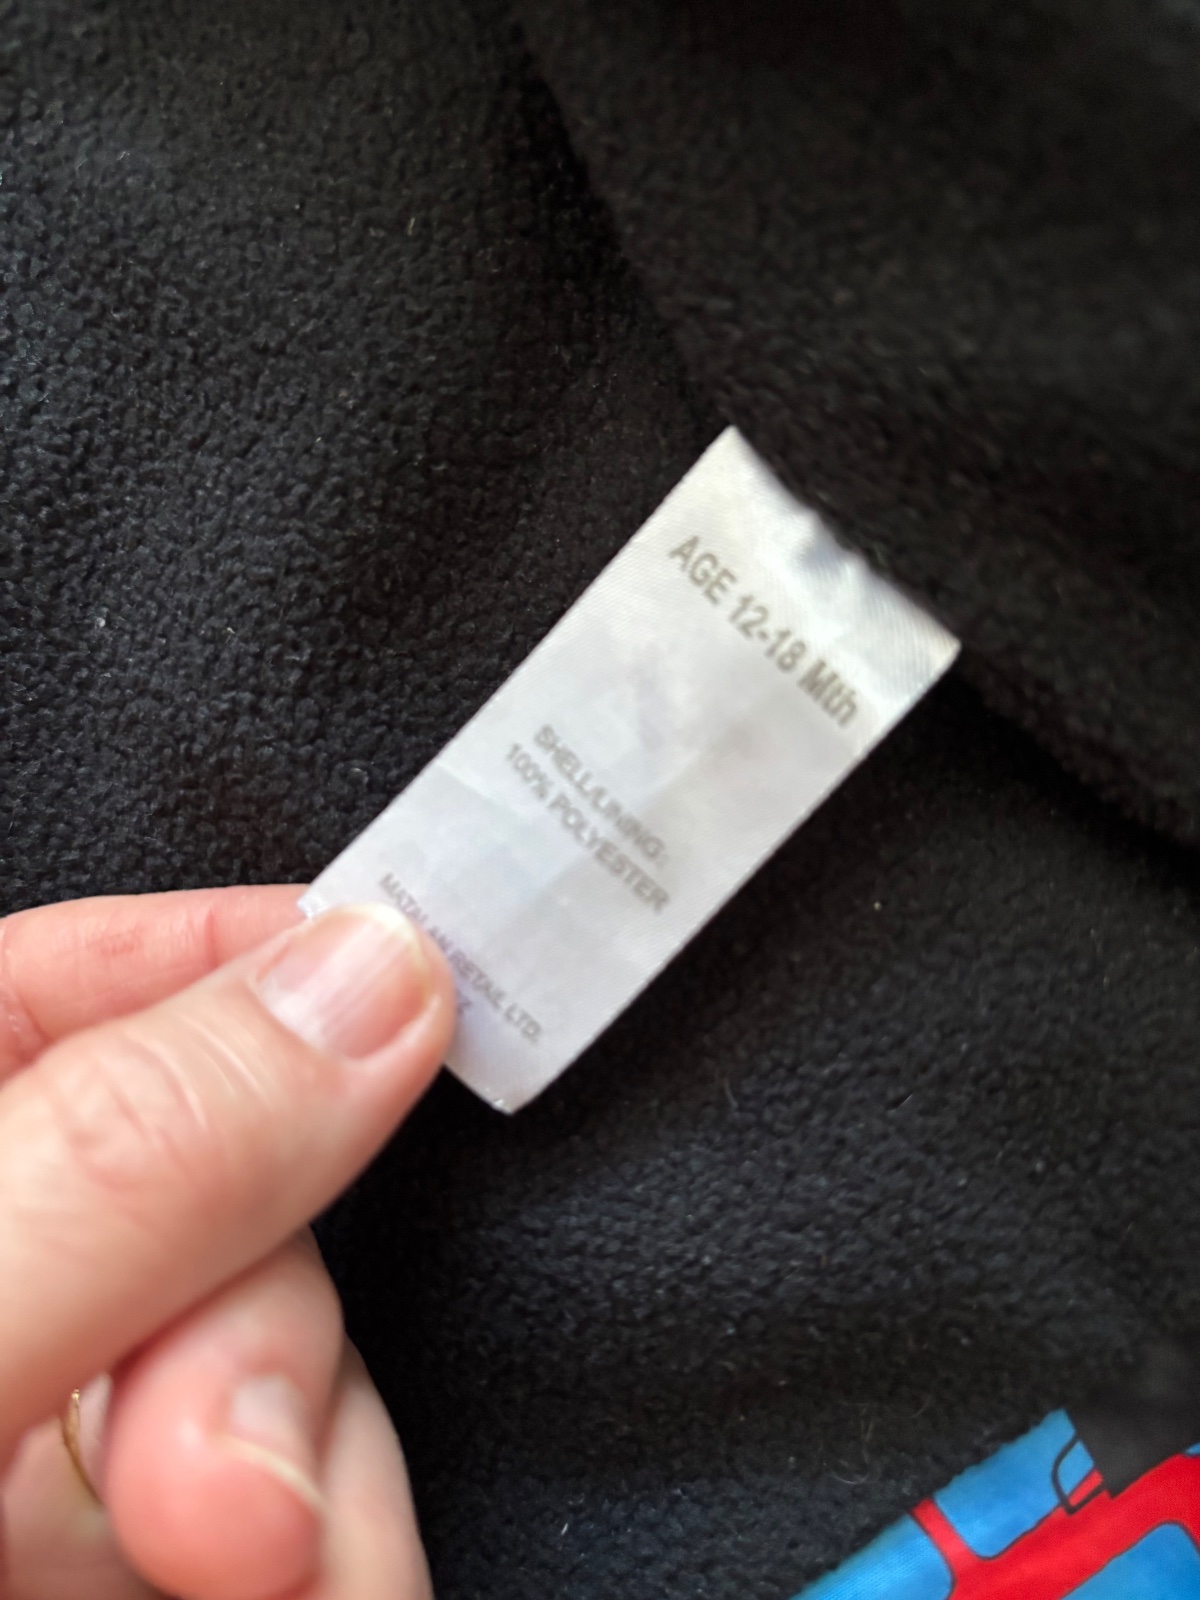 AGE 12-18 Mth
SHELL/LINING:
100% POLYESTER
MATALAN RETAIL LTD.